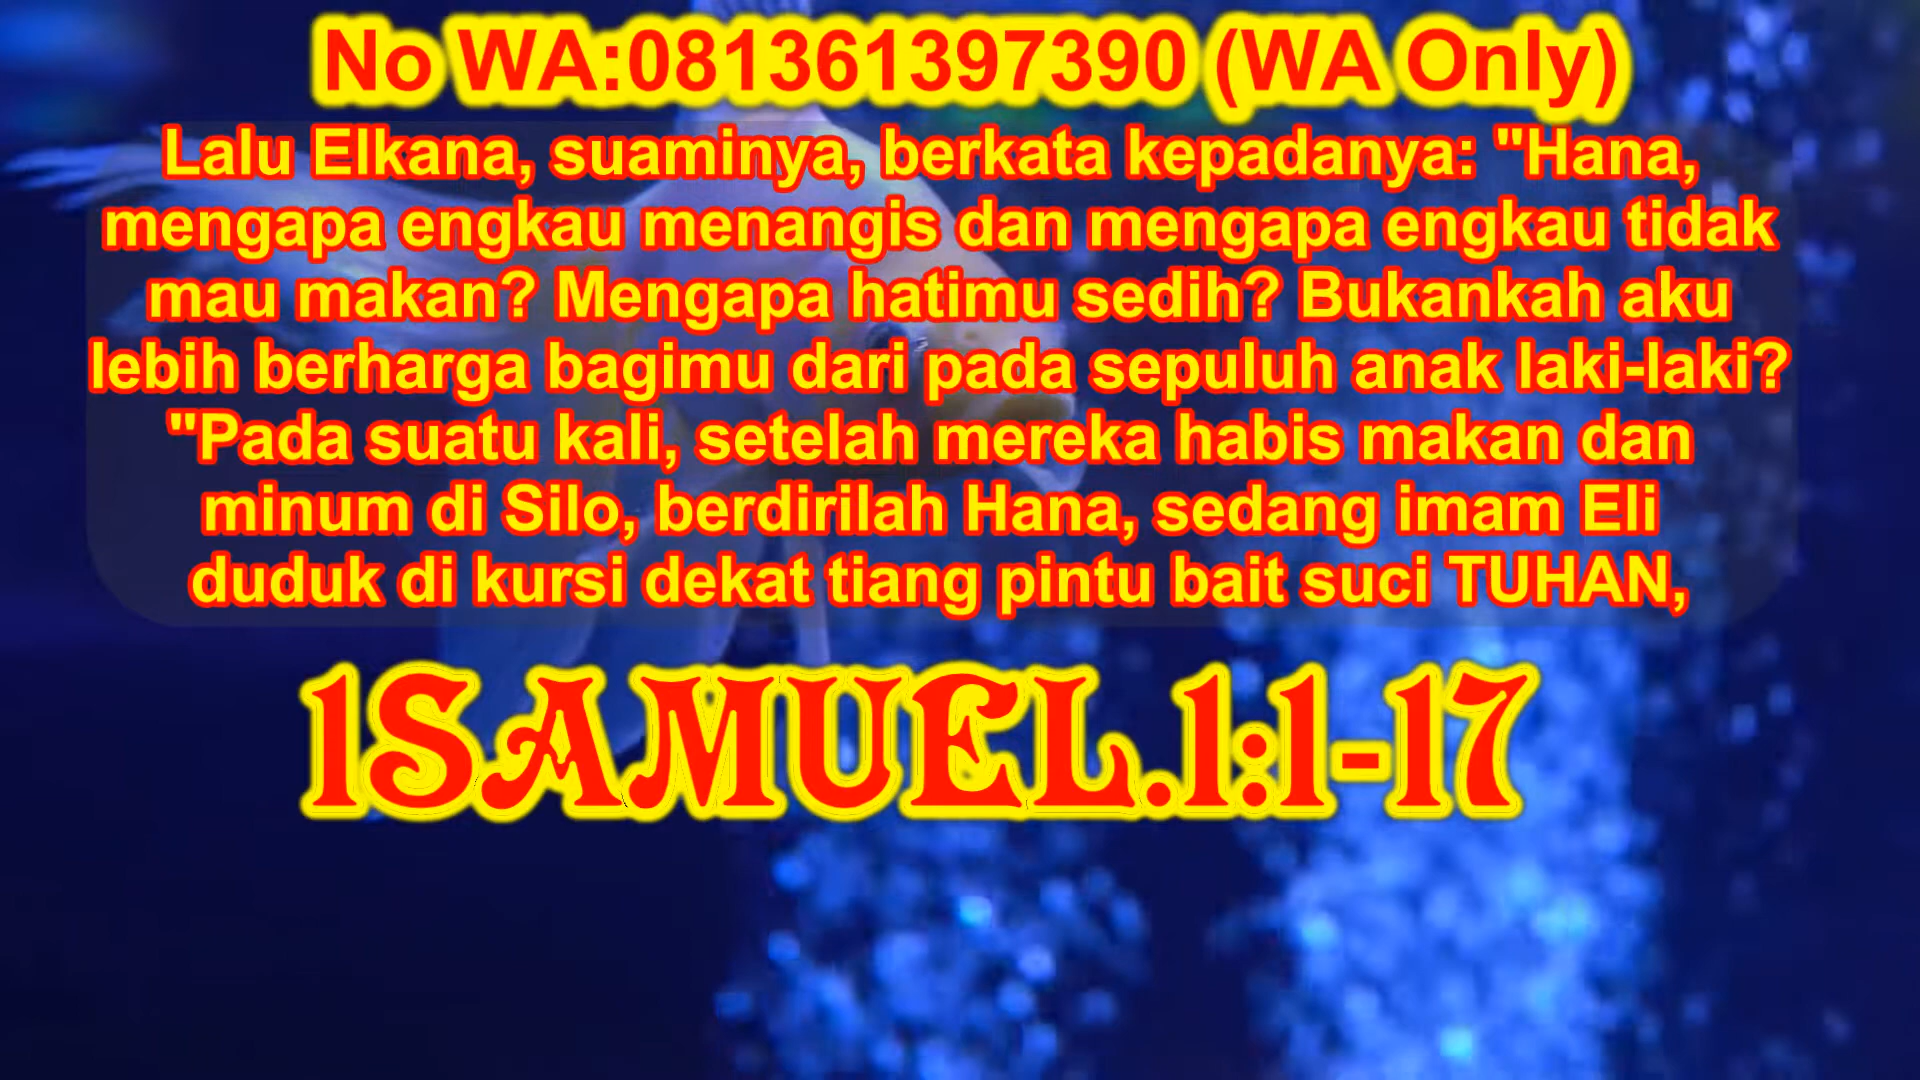 No WA:081361397390 (WA Only)
Lalu Elkana, suaminya, berkata kepadanya: "Hana,
mengapa engkau menangis dan mengapa engkau tidak
mau makan? Mengapa hatimu sedih? Bukankah aku
lebih berharga bagimu dari pada sepuluh anak laki-laki?
"Pada suatu kali, setelah mereka habis makan dan
minum di Silo, berdirilah Hana, sedang imam Eli
duduk di kursi dekat tiang pintu bait suci TUHAN,
1SAMUEL.1:1-17